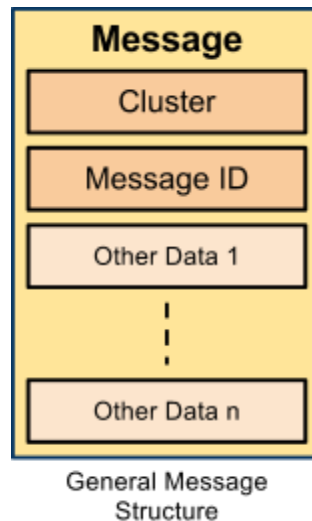 Message
Cluster
Message ID
Other Data 1
Other Data n
General Message
Structure